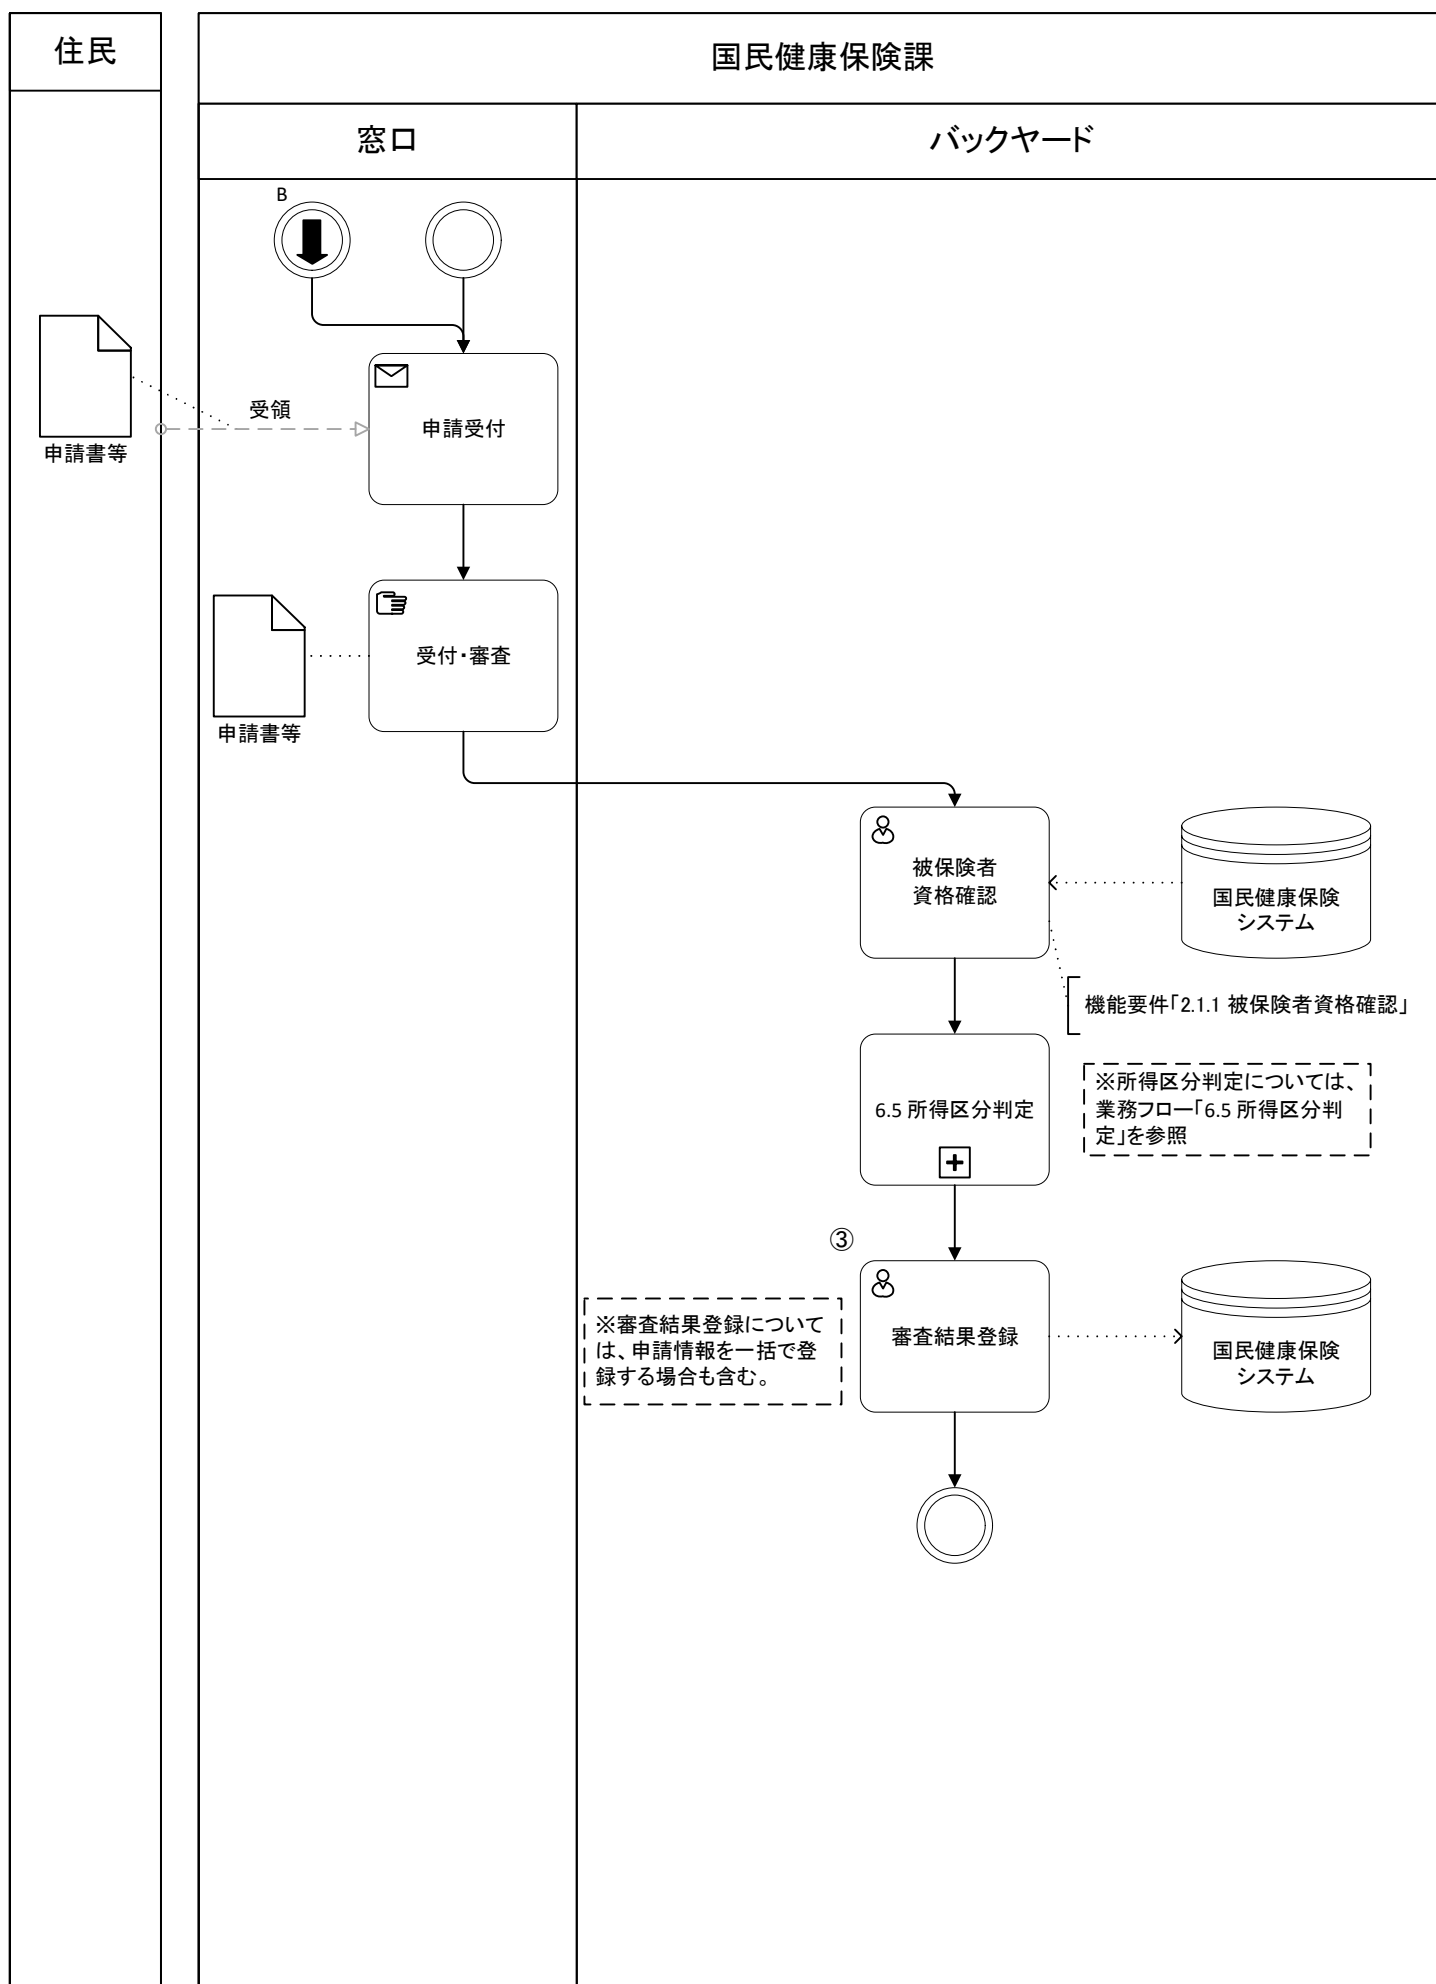 住民
国民健康保険課
窓口
バックヤード
B
受領
申請受付
申請書等
受付・審査
申請書等
被保険者
資格確認
国民健康保険
システム
機能要件「2.1.1 被保険者資格確認」
6.5 所得区分判定
※所得区分判定については、
業務フロー「6.5 所得区分判
定」を参照
③
※審査結果登録について
は、申請情報を一括で登
録する場合も含む。
審査結果登録
国民健康保険
システム